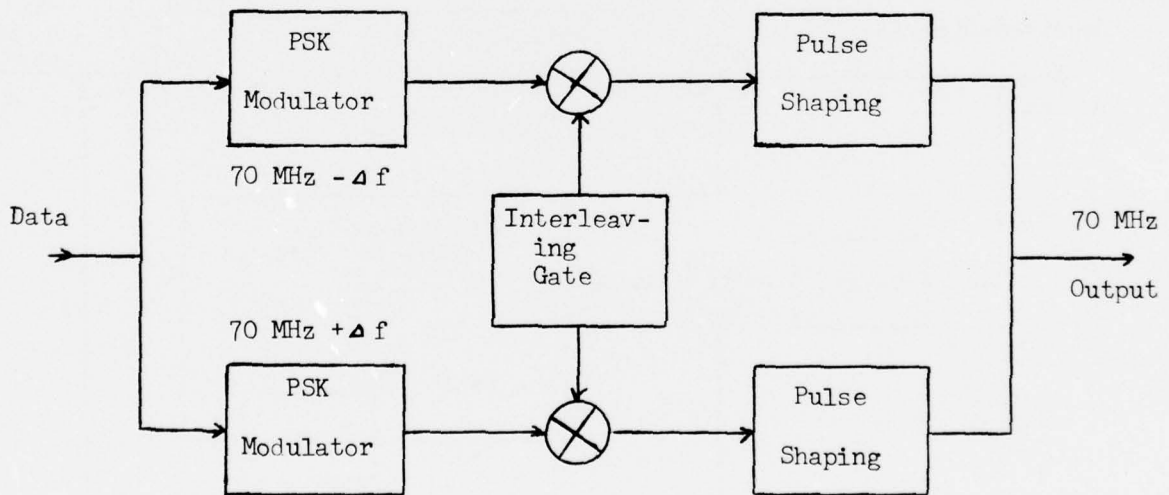 PSK
Modulator
70 MHz - Δ f
Pulse
Shaping
Data
Interleav-
ing
Gate
70 MHz
Output
70 MHz + Δ f
PSK
Modulator
Pulse
Shaping